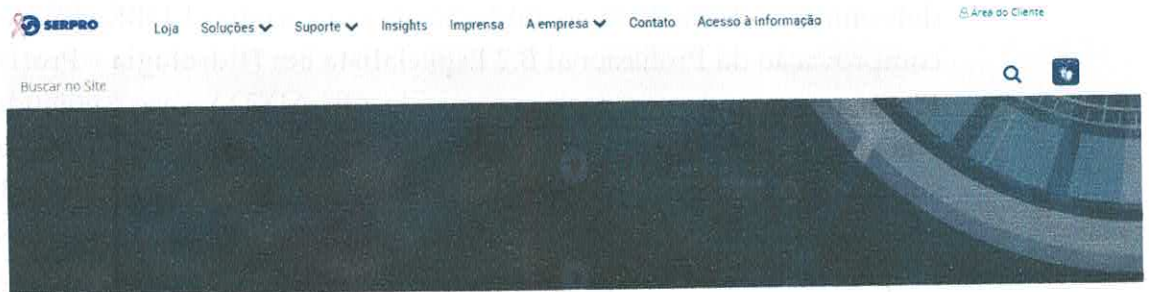 SERPRO Loja Soluções Suporte Insights Imprensa A empresa Contato Acesso à informação Área do Cliente
Buscar no Site